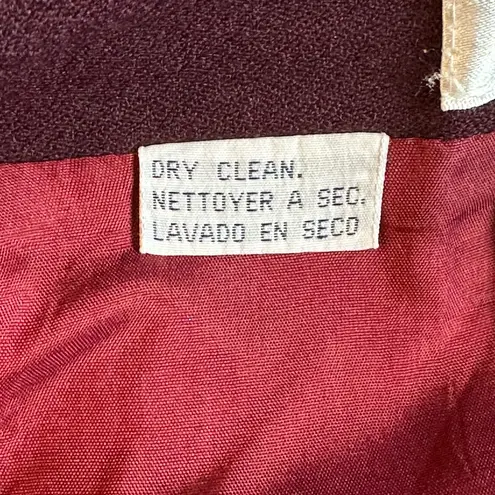 DRY CLEAN.
NETTOYER A SEC.
LAVADO EN SECO